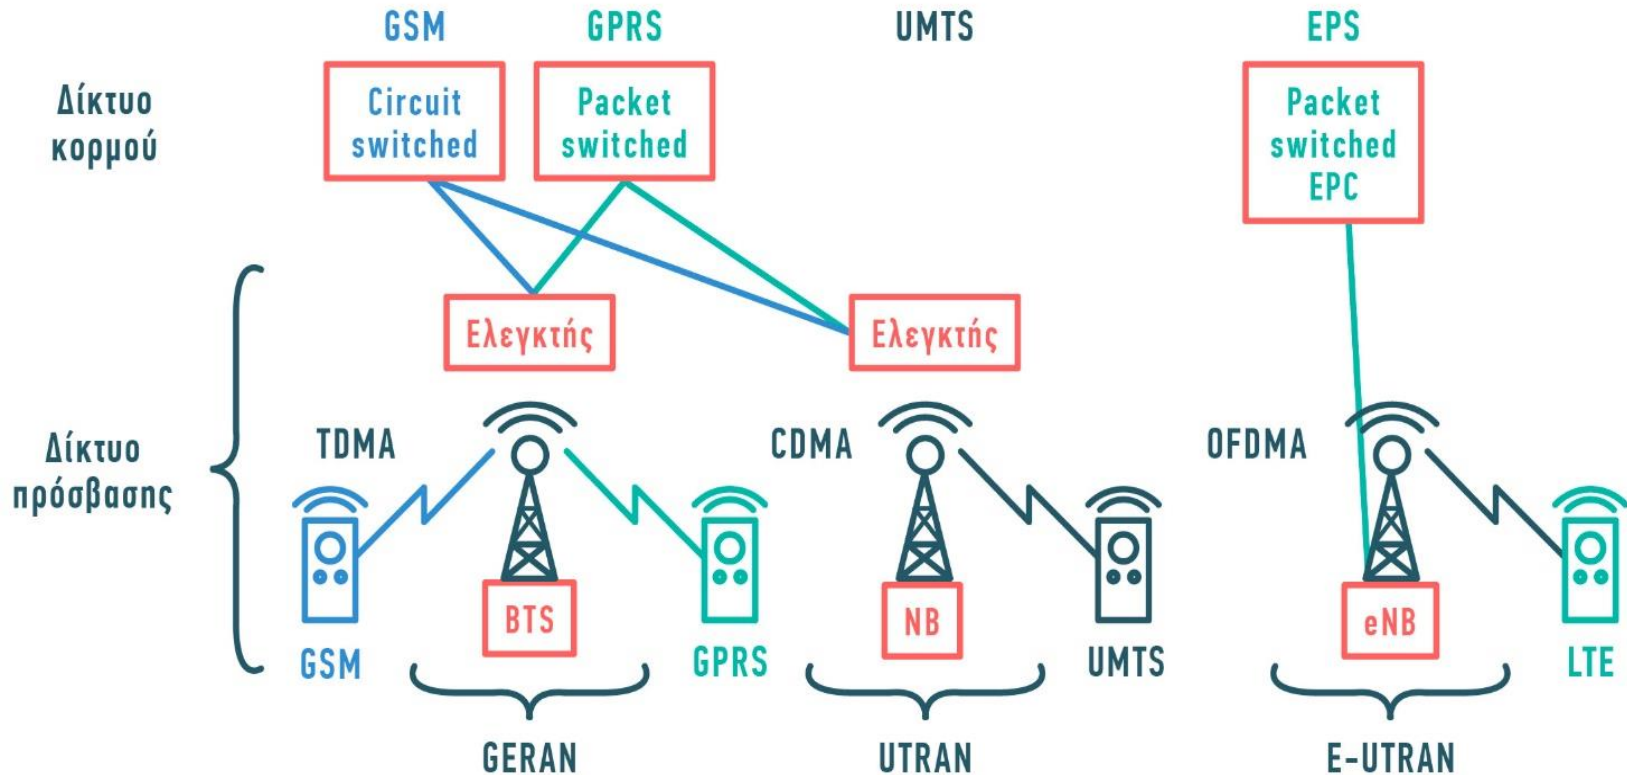 GSM
GPRS
UMTS
EPS
Δίκτυο
κορμού
Circuit
switched
Packet
switched
Packet
switched
EPC
Ελεγκτής
Ελεγκτής
Δίκτυο
πρόσβασης
TDMA
CDMA
OFDMA
BTS
NB
eNB
GSM
GPRS
UMTS
LTE
GERAN
UTRAN
E-UTRAN